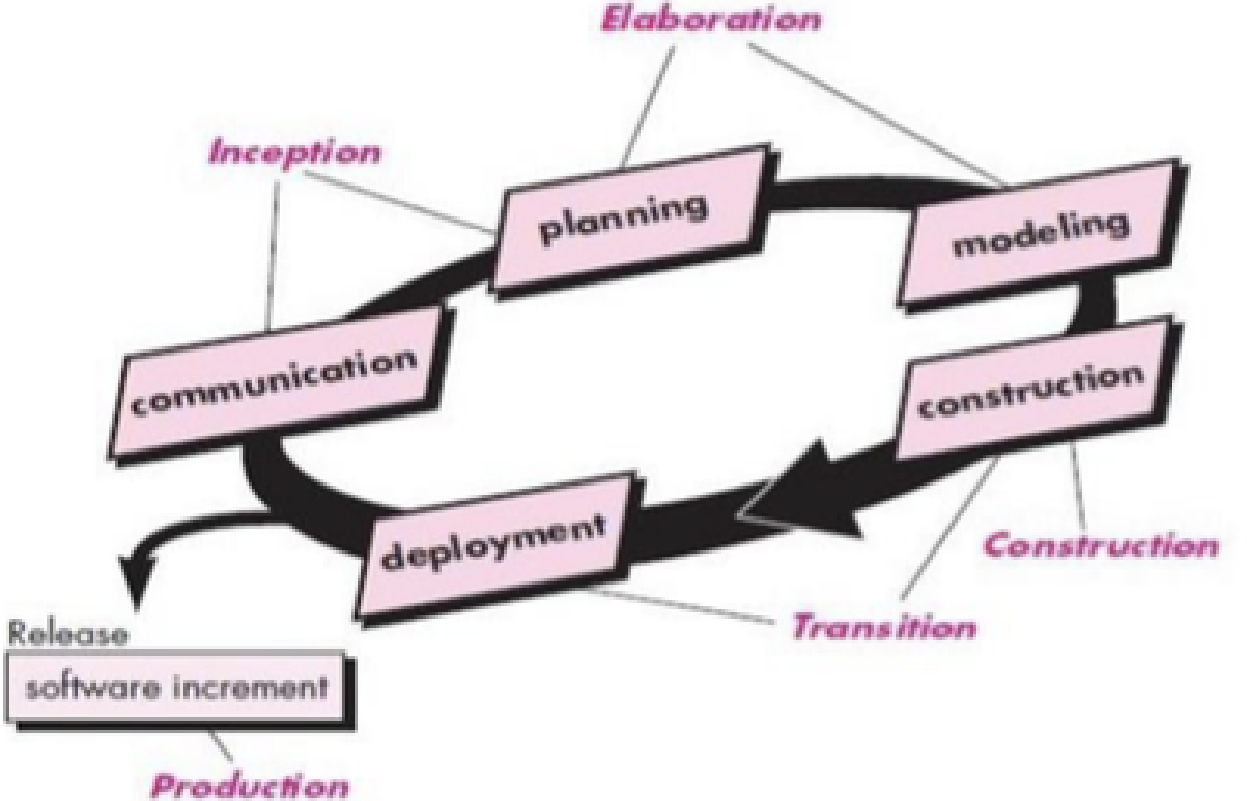 Elaboration
Inception
planning
modeling
communication
construction
deployment
Construction
Transition
Release
software increment
Production